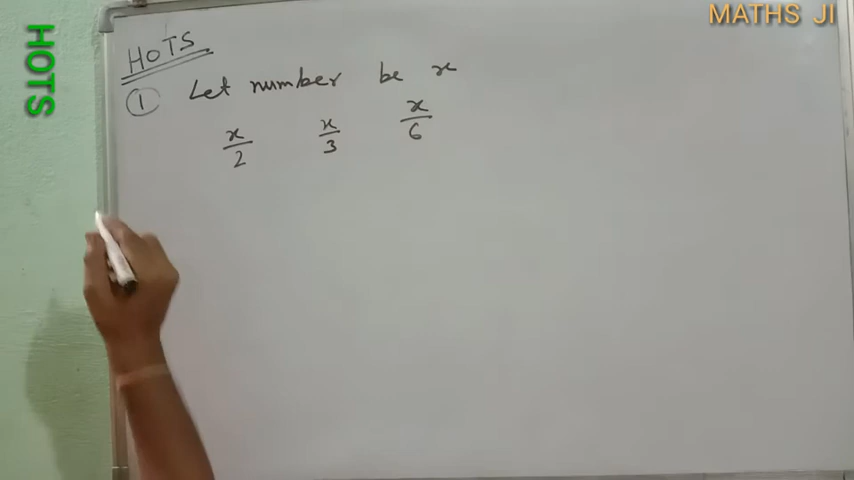 MATHS JI
HOTS
HOTS
① Let number be x
x/2 x/3 x/6